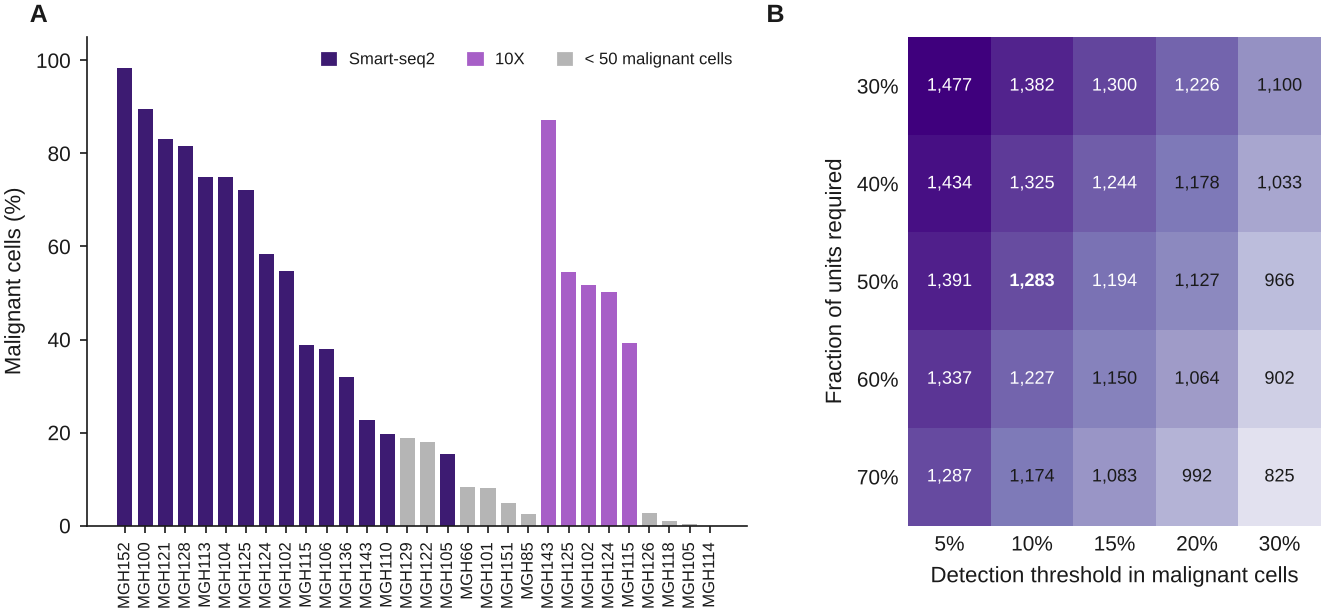 A
Malignant cells (%)
100
80
60
40
20
0
Smart-seq2 10X < 50 malignant cells
MGH152
MGH100
MGH121
MGH128
MGH113
MGH104
MGH125
MGH124
MGH102
MGH115
MGH106
MGH136
MGH143
MGH110
MGH129
MGH122
MGH105
MGH66
MGH101
MGH151
MGH85
MGH143
MGH125
MGH102
MGH124
MGH115
MGH126
MGH118
MGH105
MGH114
B
Fraction of units required
30% 1,477 1,382 1,300 1,226 1,100
40% 1,434 1,325 1,244 1,178 1,033
50% 1,391 1,283 1,194 1,127 966
60% 1,337 1,227 1,150 1,064 902
70% 1,287 1,174 1,083 992 825
5% 10% 15% 20% 30%
Detection threshold in malignant cells